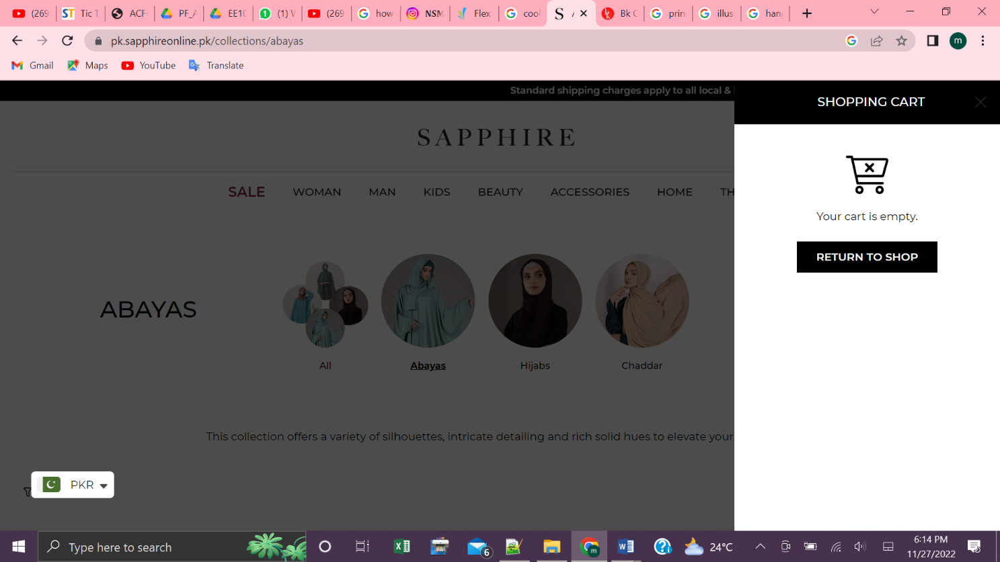 (269
Tic T
ACF
PF_A
EE10
(1) V
(269
how
NSM
Flex
cool
Bk C
prin
illus
hang
pk.sapphireonline.pk/collections/abayas
m
Gmail
Maps
YouTube
Translate
Standard shipping charges apply to all local &
SHOPPING CART
SAPPHIRE
SALE
WOMAN
MAN
KIDS
BEAUTY
ACCESSORIES
HOME
TH
Your cart is empty.
RETURN TO SHOP
ABAYAS
All
Abayas
Hijabs
Chaddar
This collection offers a variety of silhouettes, intricate detailing and rich solid hues to elevate your
PKR
Type here to search
6
24°C
6:14 PM
11/27/2022